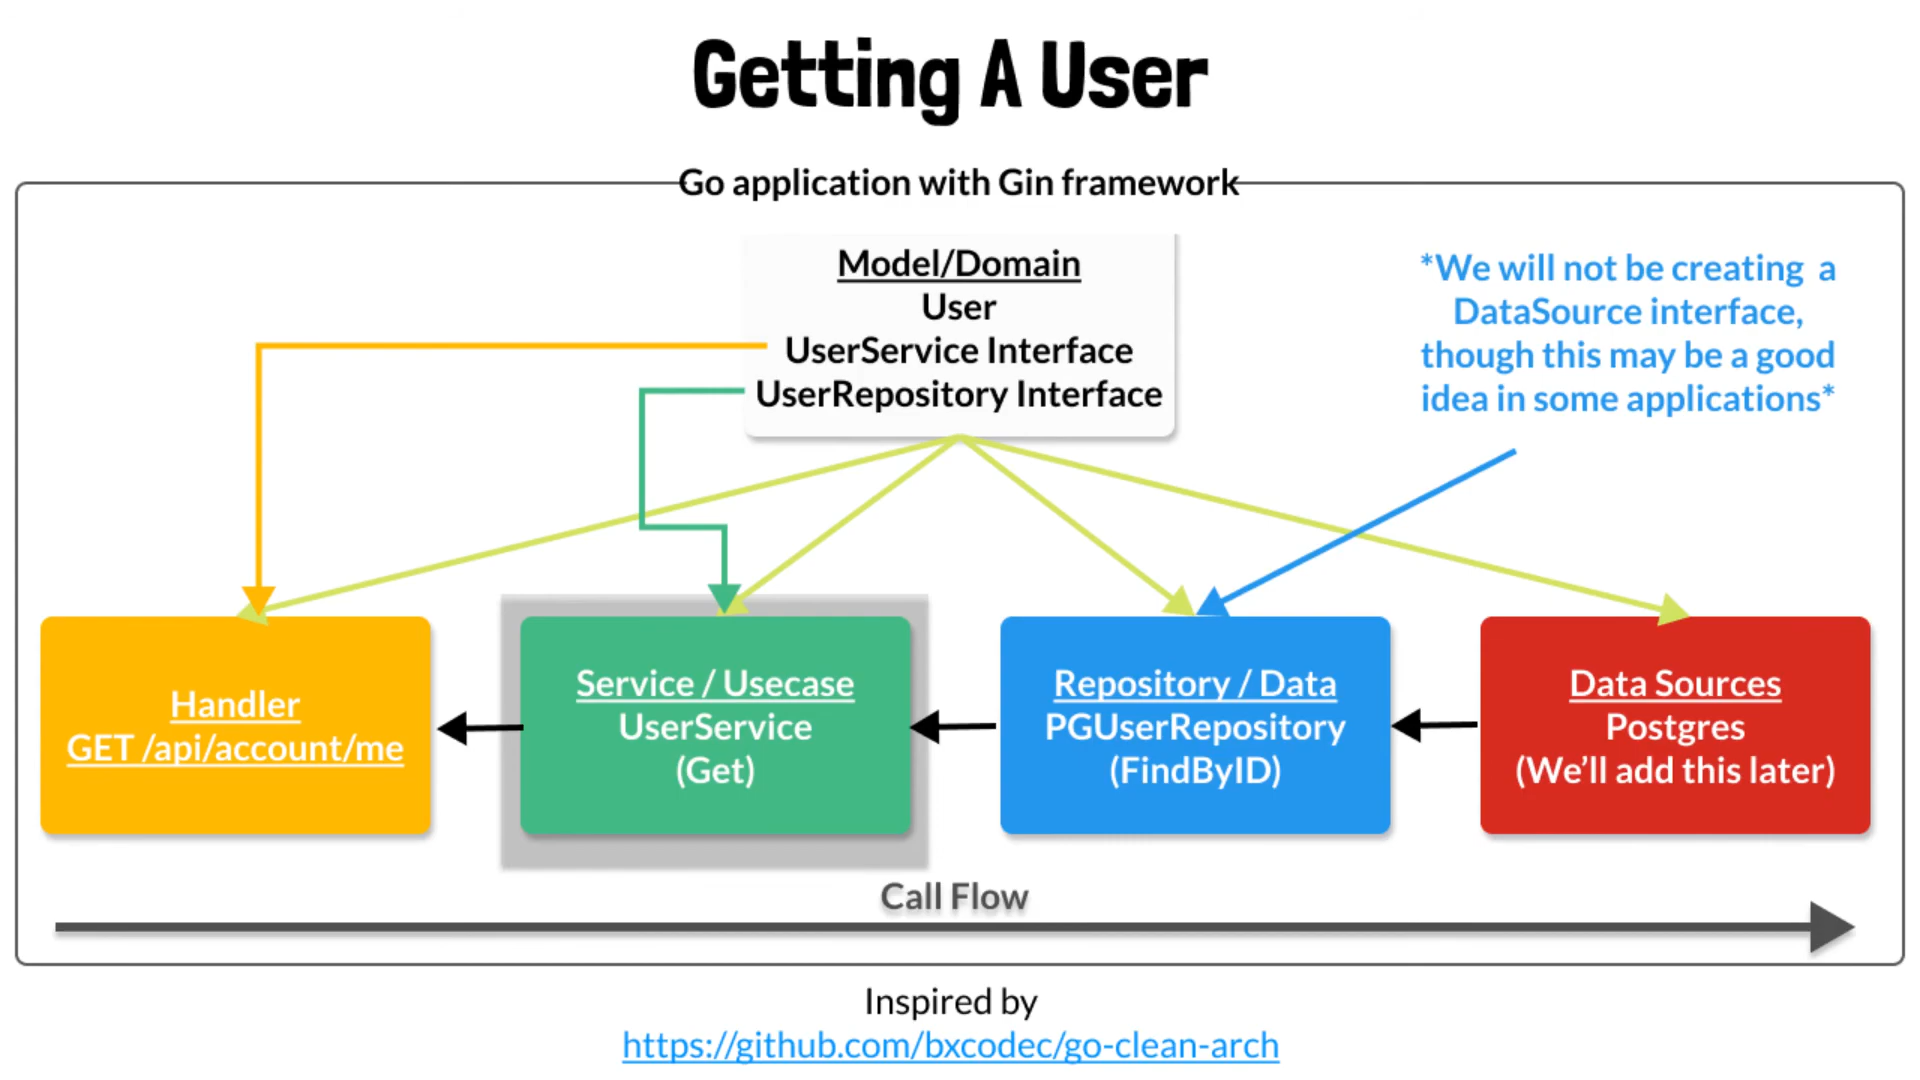 Getting A User
Go application with Gin framework
Model/Domain
User
UserService Interface
UserRepository Interface
*We will not be creating a
DataSource interface,
though this may be a good
idea in some applications*
Handler
GET /api/account/me
Service / Usecase
UserService
(Get)
Repository / Data
PGUserRepository
(FindByID)
Data Sources
Postgres
(We'll add this later)
Call Flow
Inspired by
https://github.com/bxcodec/go-clean-arch